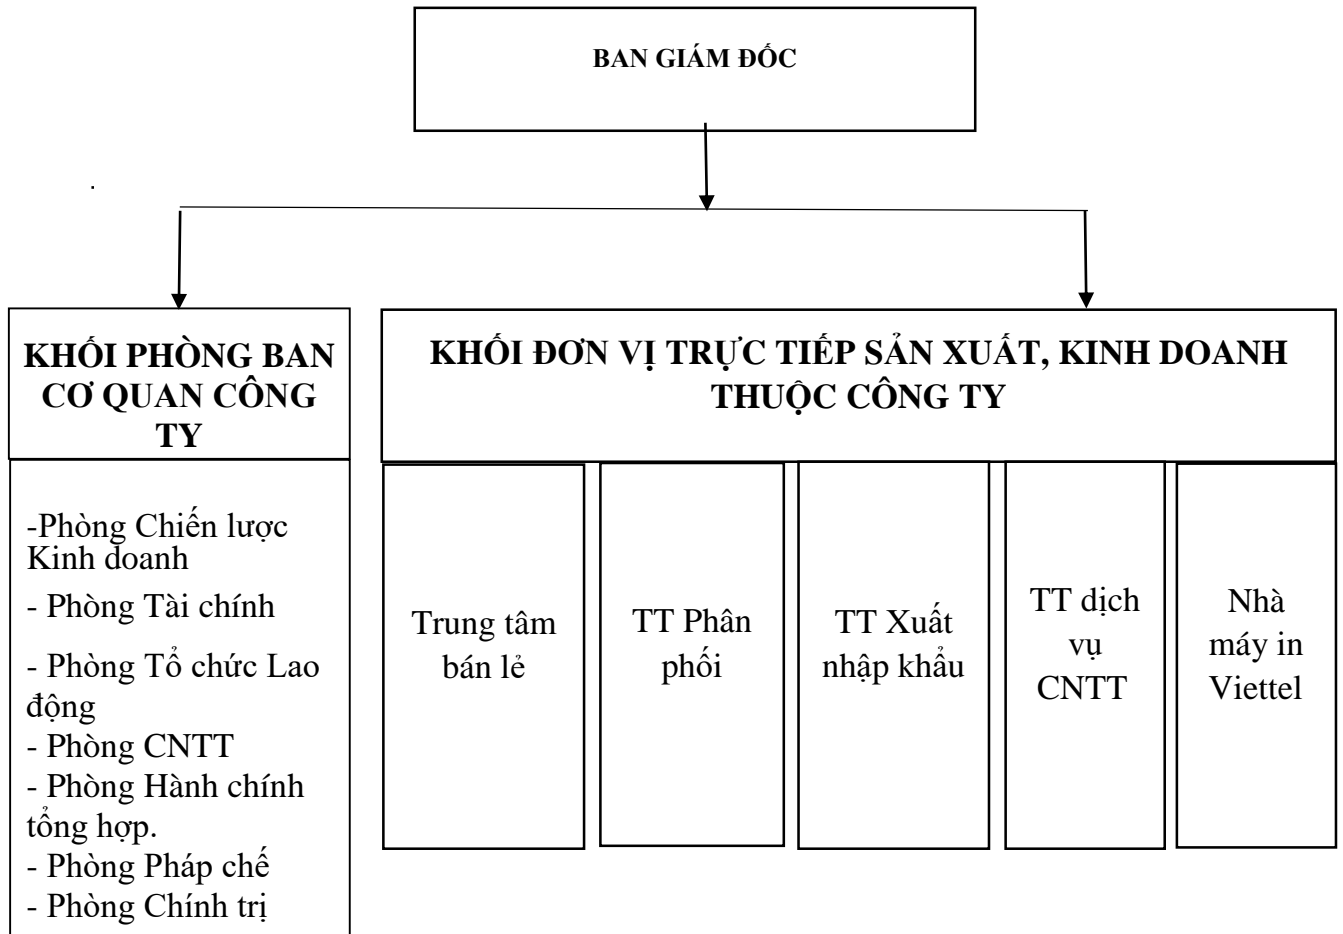 BAN GIÁM ĐỐC
.
KHỐI PHÒNG BAN
CƠ QUAN CÔNG
TY
KHỐI ĐƠN VỊ TRỰC TIẾP SẢN XUẤT, KINH DOANH
THUỘC CÔNG TY
-Phòng Chiến lược
Kinh doanh
- Phòng Tài chính
- Phòng Tổ chức Lao
động
- Phòng CNTT
- Phòng Hành chính
tổng hợp.
- Phòng Pháp chế
- Phòng Chính trị
Trung tâm
bán lẻ
TT Phân
phối
TT Xuất
nhập khẩu
TT dịch
vụ
CNTT
Nhà
máy in
Viettel